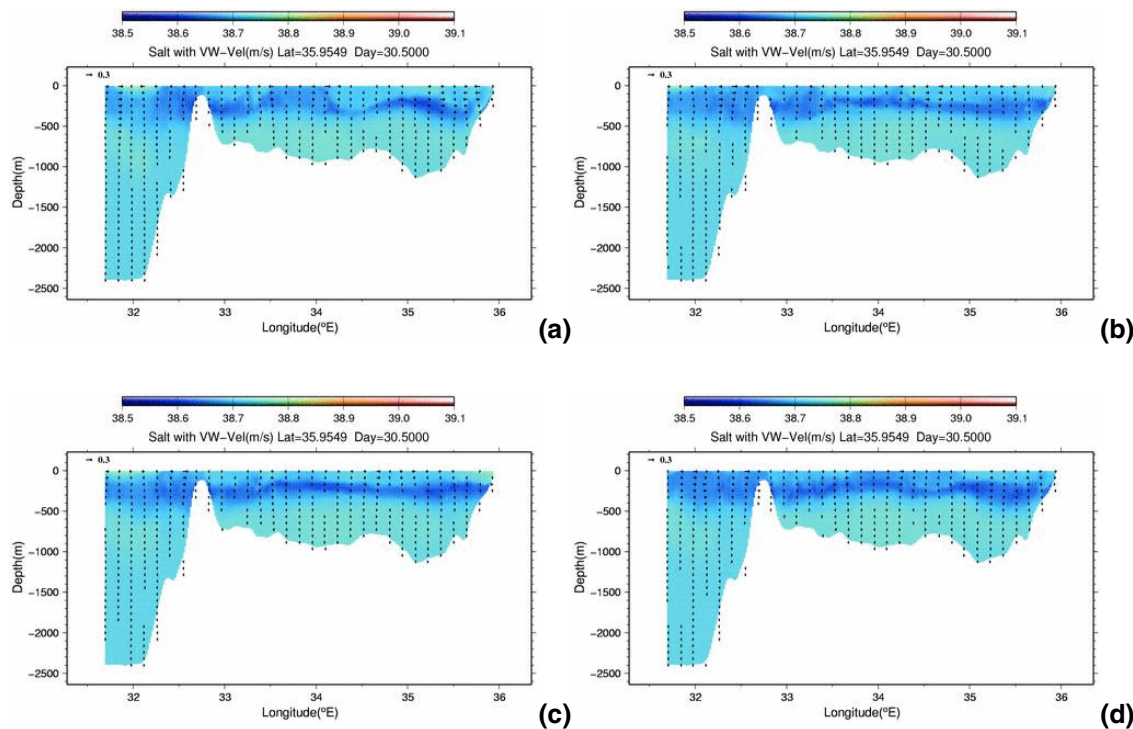 38.5 38.6 38.7 38.8 38.9 39.0 39.1
Salt with VW-Vel(m/s) Lat=35.9549 Day=30.5000
→ 0.3
0
−500
−1000
−1500
−2000
−2500
Depth(m)
32 33 34 35 36
Longitude(ºE)
(a)
38.5 38.6 38.7 38.8 38.9 39.0 39.1
Salt with VW-Vel(m/s) Lat=35.9549 Day=30.5000
→ 0.3
0
−500
−1000
−1500
−2000
−2500
Depth(m)
32 33 34 35 36
Longitude(ºE)
(b)
38.5 38.6 38.7 38.8 38.9 39.0 39.1
Salt with VW-Vel(m/s) Lat=35.9549 Day=30.5000
→ 0.3
0
−500
−1000
−1500
−2000
−2500
Depth(m)
32 33 34 35 36
Longitude(ºE)
(c)
38.5 38.6 38.7 38.8 38.9 39.0 39.1
Salt with VW-Vel(m/s) Lat=35.9549 Day=30.5000
→ 0.3
0
−500
−1000
−1500
−2000
−2500
Depth(m)
32 33 34 35 36
Longitude(ºE)
(d)